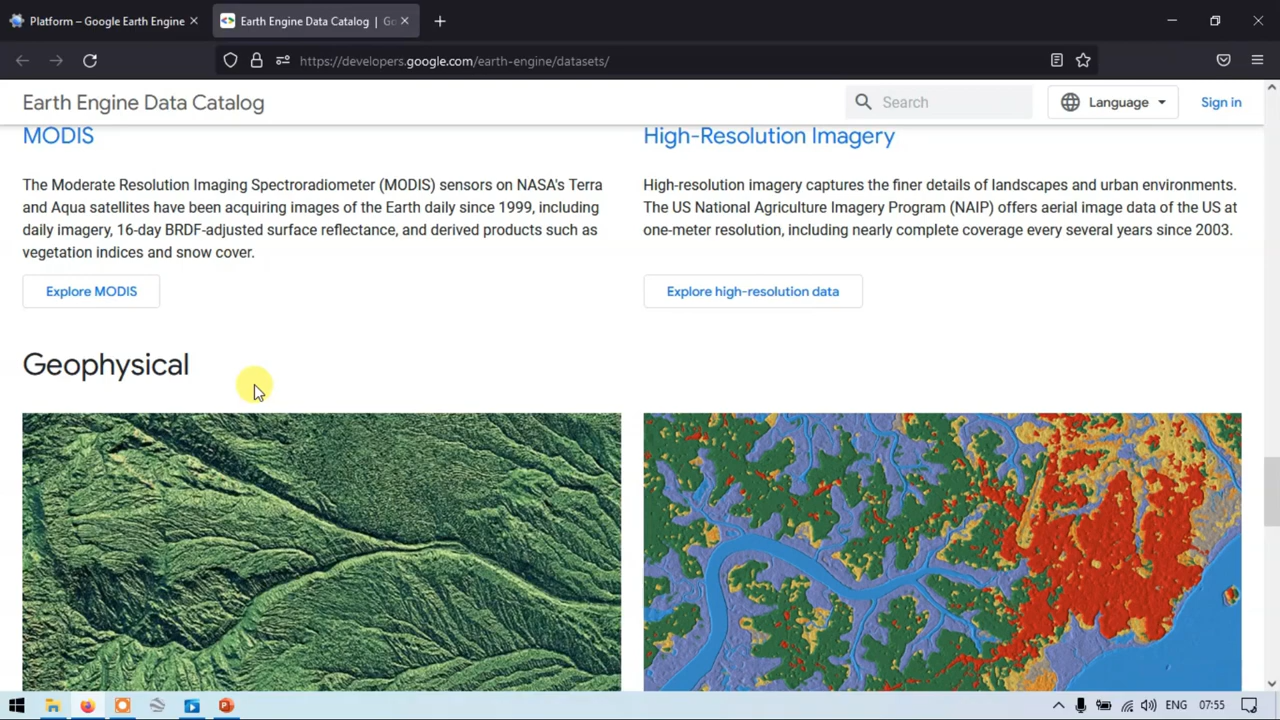 Platform – Google Earth Engine
Earth Engine Data Catalog | Go
https://developers.google.com/earth-engine/datasets/
Earth Engine Data Catalog
Search
Language
Sign in
MODIS
The Moderate Resolution Imaging Spectroradiometer (MODIS) sensors on NASA's Terra
and Aqua satellites have been acquiring images of the Earth daily since 1999, including
daily imagery, 16-day BRDF-adjusted surface reflectance, and derived products such as
vegetation indices and snow cover.
Explore MODIS
High-Resolution Imagery
High-resolution imagery captures the finer details of landscapes and urban environments.
The US National Agriculture Imagery Program (NAIP) offers aerial image data of the US at
one-meter resolution, including nearly complete coverage every several years since 2003.
Explore high-resolution data
Geophysical
ENG
07:55